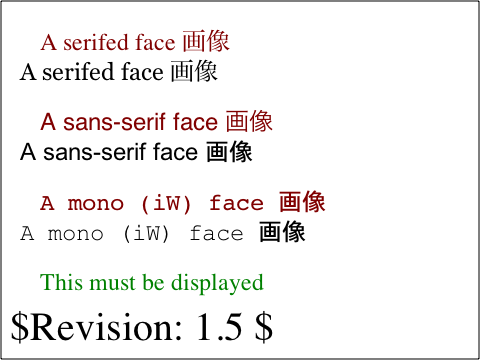 A serifed face 画像
A serifed face 画像
A sans-serif face 画像
A sans-serif face 画像
A mono (iW) face 画像
A mono (iW) face 画像
This must be displayed
$Revision: 1.5 $